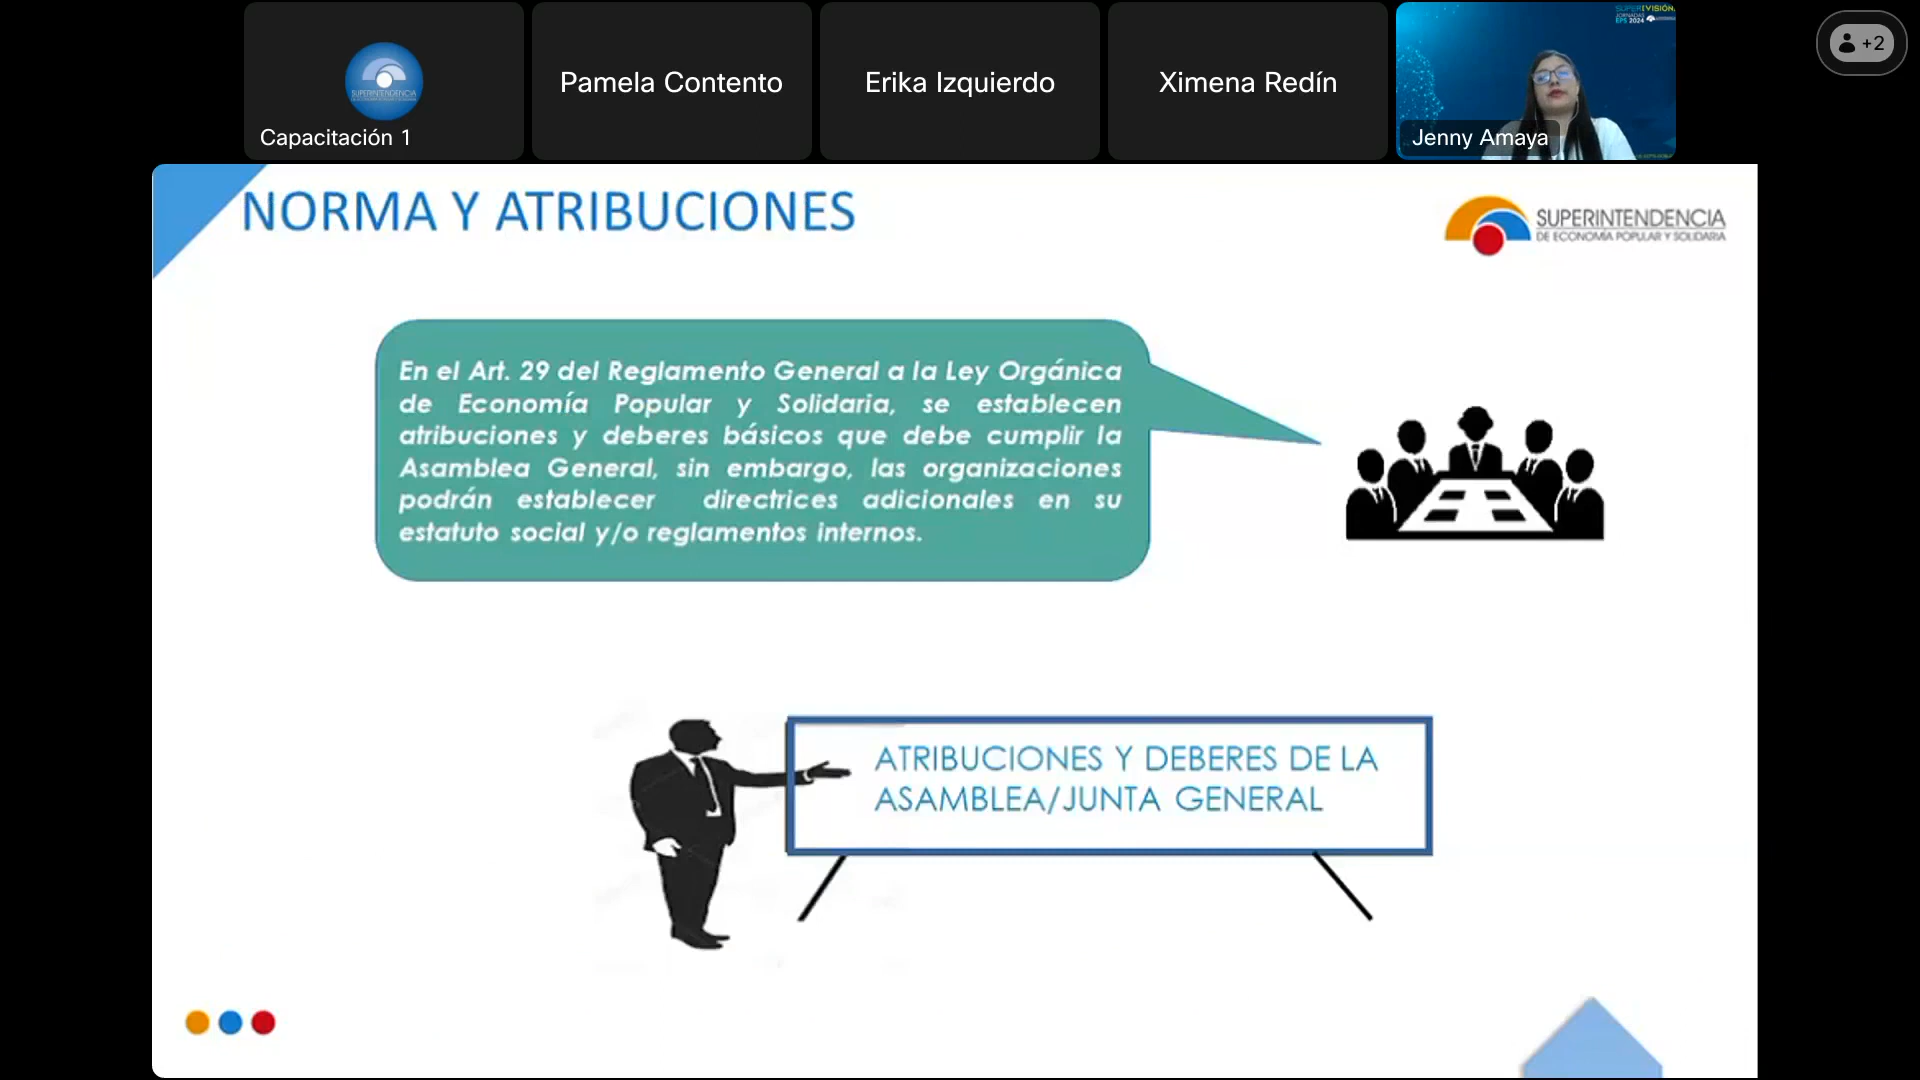 Capacitación 1
Pamela Contento
Erika Izquierdo
Ximena Redín
Jenny Amaya
+2
NORMA Y ATRIBUCIONES
SUPERINTENDENCIA
DE ECONOMÍA POPULAR Y SOLIDARIA
En el Art. 29 del Reglamento General a la Ley Orgánica
de Economía Popular y Solidaria, se establecen
atribuciones y deberes básicos que debe cumplir la
Asamblea General, sin embargo, las organizaciones
podrán establecer directrices adicionales en su
estatuto social y/o reglamentos internos.
ATRIBUCIONES Y DEBERES DE LA
ASAMBLEA/JUNTA GENERAL